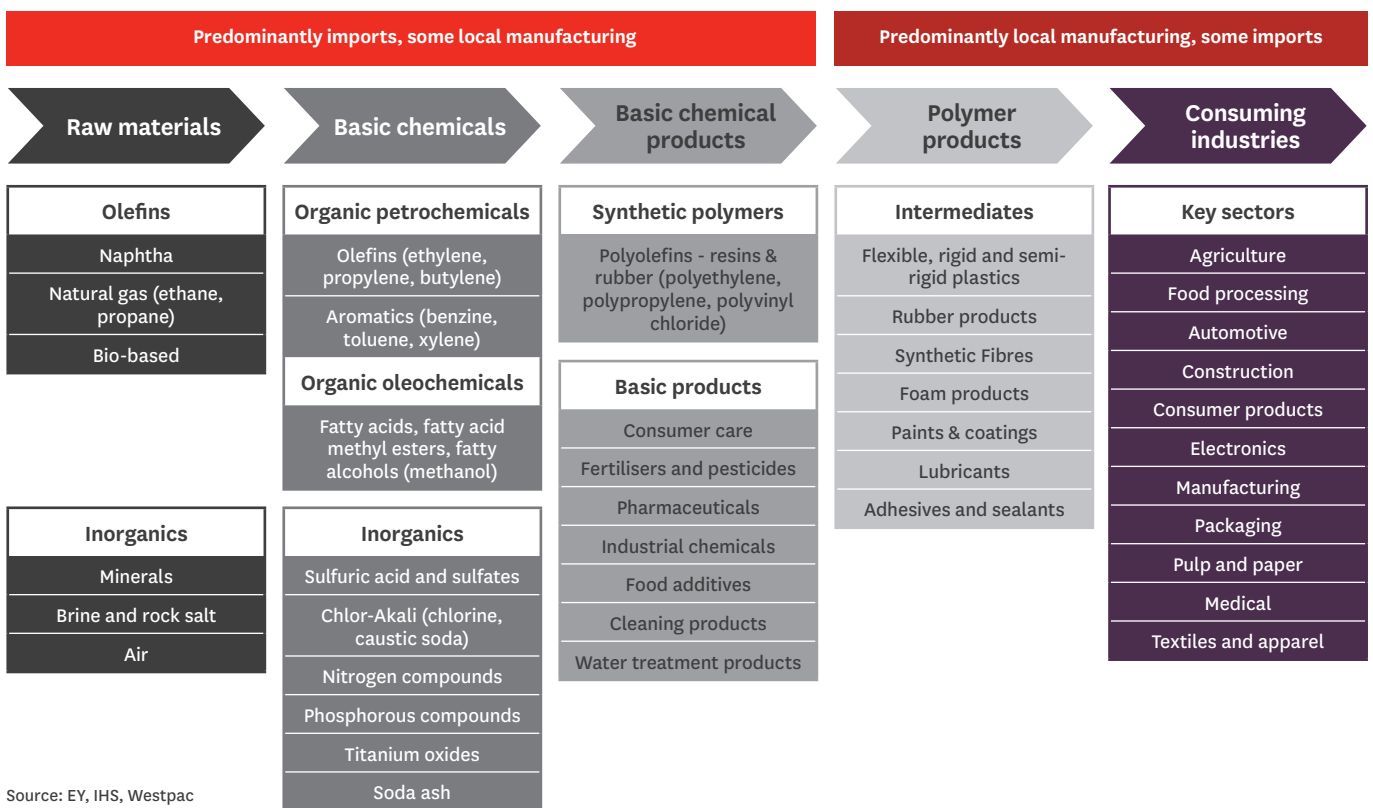 Predominantly imports, some local manufacturing
Predominantly local manufacturing, some imports
Raw materials
Basic chemicals
Basic chemical
products
Polymer
products
Consuming
industries
Olefins
Naphtha
Natural gas (ethane,
propane)
Bio-based
Inorganics
Minerals
Brine and rock salt
Air
Organic petrochemicals
Olefins (ethylene,
propylene, butylene)
Aromatics (benzine,
toluene, xylene)
Organic oleochemicals
Fatty acids, fatty acid
methyl esters, fatty
alcohols (methanol)
Inorganics
Sulfuric acid and sulfates
Chlor-Akali (chlorine,
caustic soda)
Nitrogen compounds
Phosphorous compounds
Titanium oxides
Soda ash
Synthetic polymers
Polyolefins - resins &
rubber (polyethylene,
polypropylene, polyvinyl
chloride)
Basic products
Consumer care
Fertilisers and pesticides
Pharmaceuticals
Industrial chemicals
Food additives
Cleaning products
Water treatment products
Intermediates
Flexible, rigid and semi-
rigid plastics
Rubber products
Synthetic Fibres
Foam products
Paints & coatings
Lubricants
Adhesives and sealants
Key sectors
Agriculture
Food processing
Automotive
Construction
Consumer products
Electronics
Manufacturing
Packaging
Pulp and paper
Medical
Textiles and apparel
Source: EY, IHS, Westpac